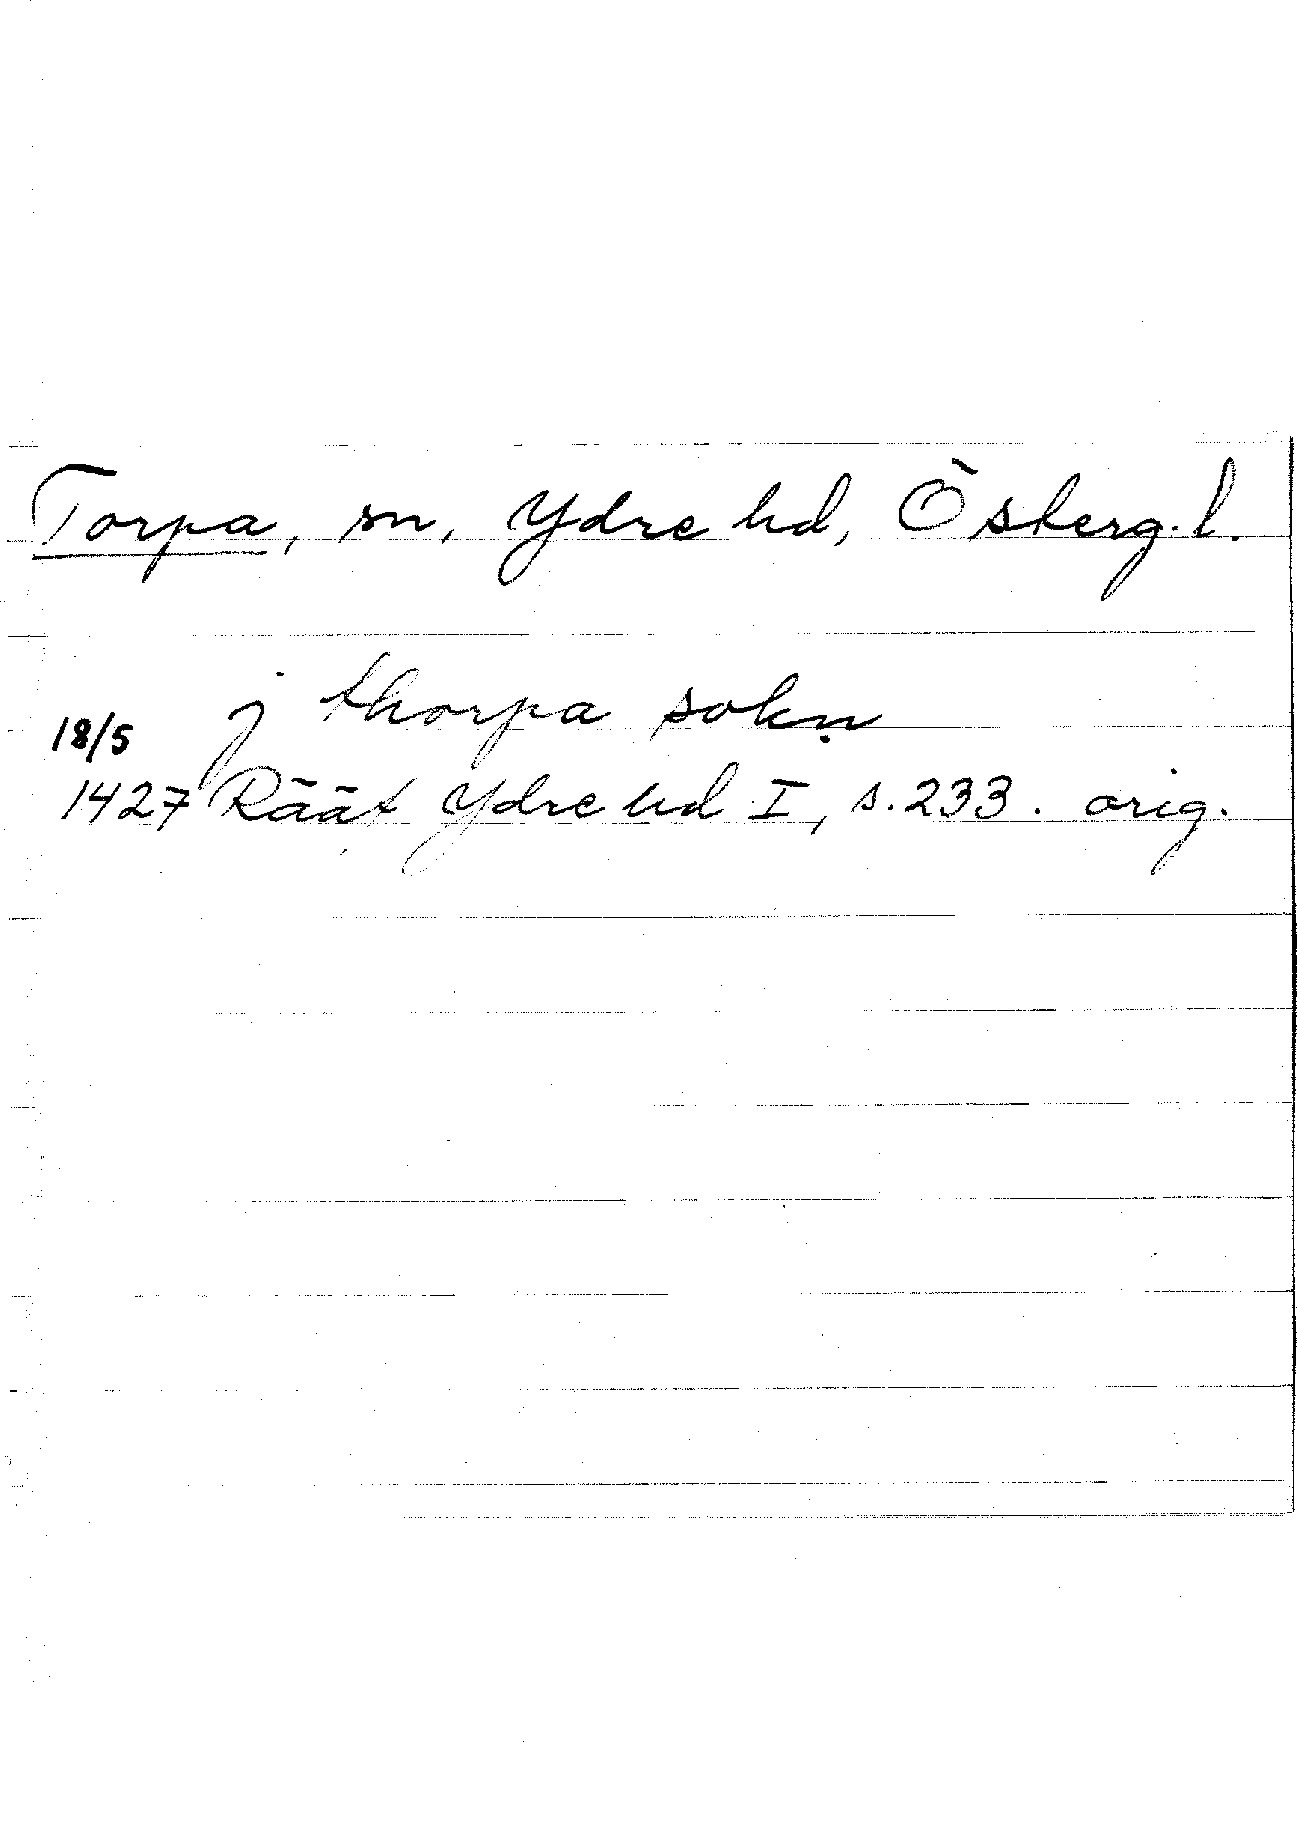 Torpa, sn, Ydre hd, Östergl.
j thorpa sokn
18/5
1427 Rääf Ydre hd I, s. 233. orig.